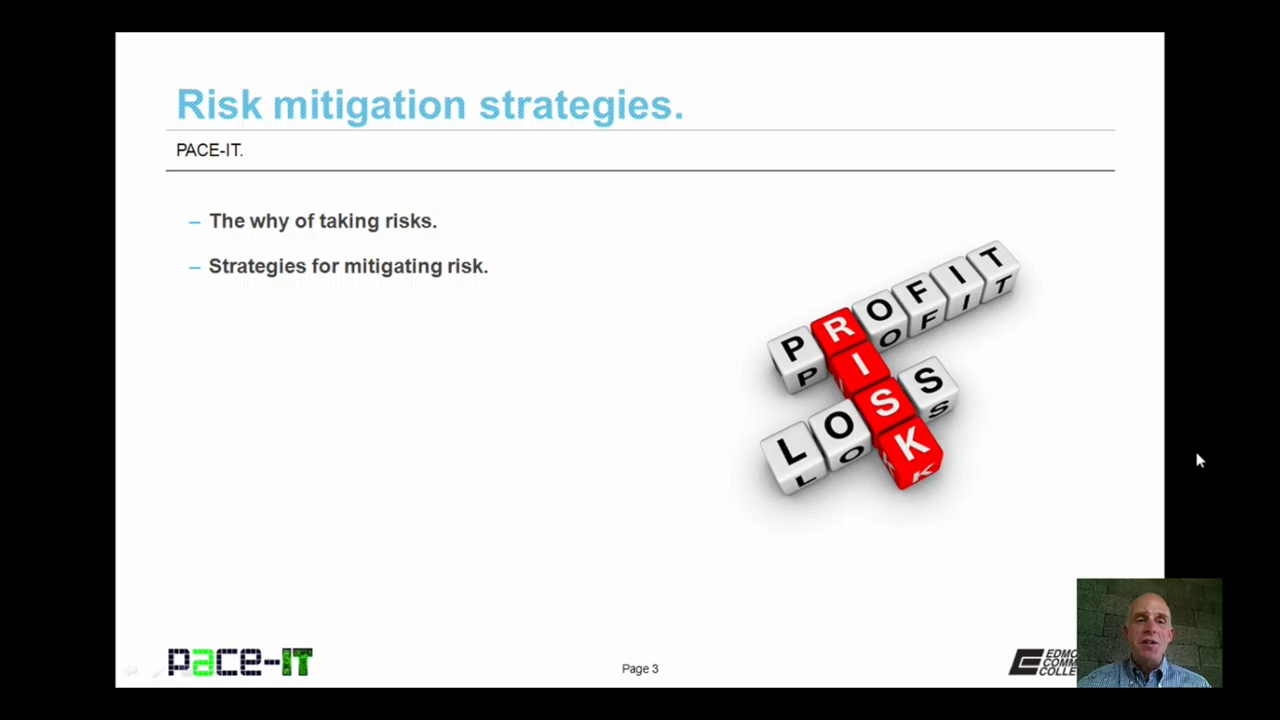 Risk mitigation strategies.
PACE-IT.
– The why of taking risks.
– Strategies for mitigating risk.
PROFIT
RISK
LOSS
pace-IT
Page 3
COLLE